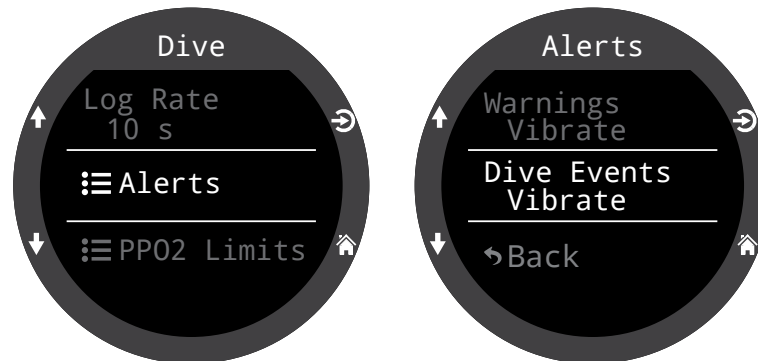 Dive
Log Rate
10 s
Alerts
PPO2 Limits
Alerts
Warnings
Vibrate
Dive Events
Vibrate
Back